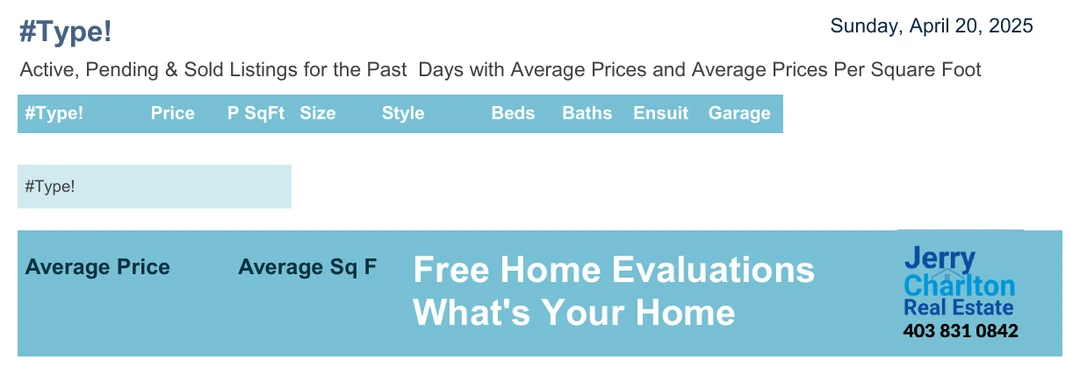 #Type!
Sunday, April 20, 2025
Active, Pending & Sold Listings for the Past  Days with Average Prices and Average Prices Per Square Foot
#Type! Price P SqFt Size Style Beds Baths Ensuit Garage
#Type!
Average Price Average Sq F
Free Home Evaluations
What's Your Home
Jerry
Charlton
Real Estate
403 831 0842